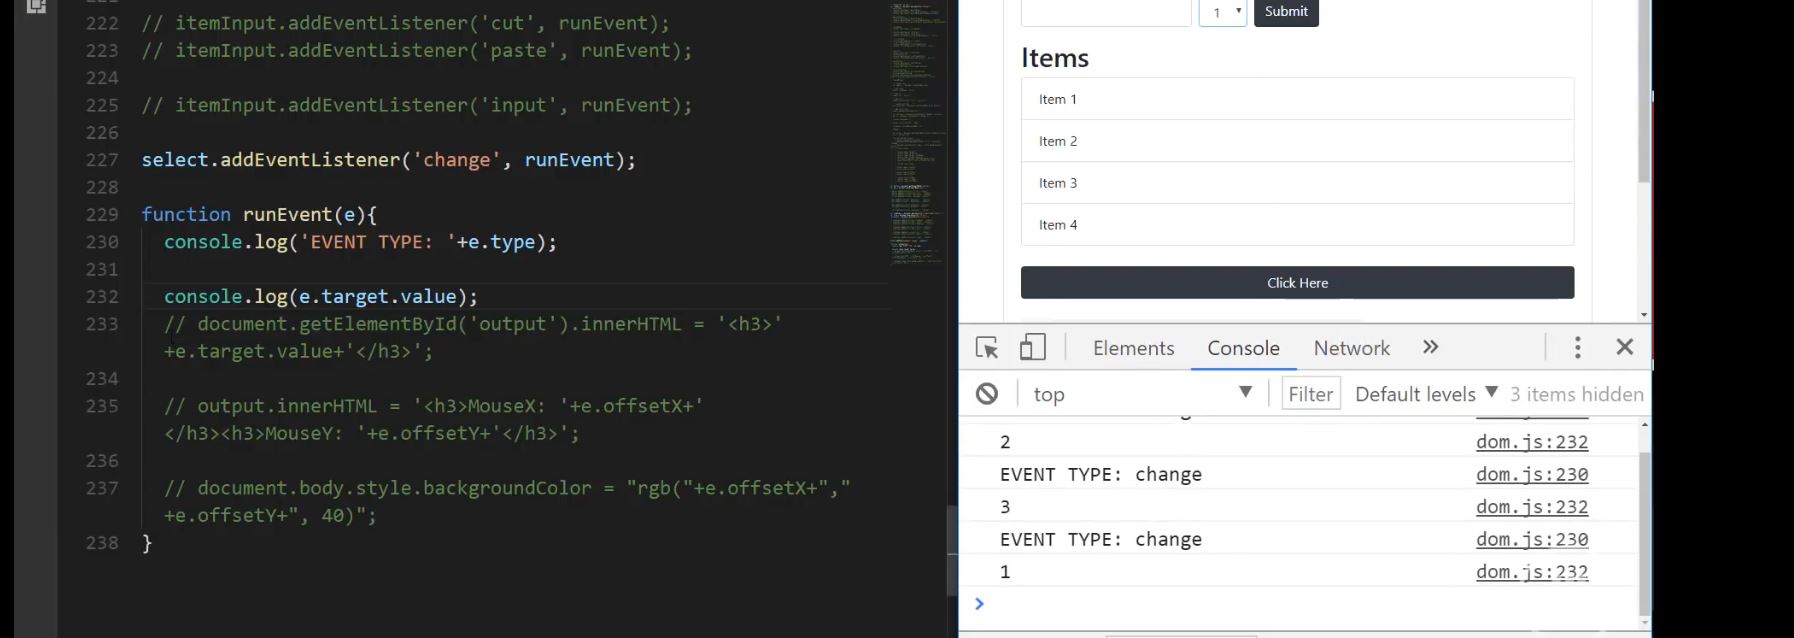 222 // itemInput.addEventListener('cut', runEvent);
223 // itemInput.addEventListener('paste', runEvent);
224
225 // itemInput.addEventListener('input', runEvent);
226
227 select.addEventListener('change', runEvent);
228
229 function runEvent(e){
230 console.log('EVENT TYPE: '+e.type);
231
232 console.log(e.target.value);
233 // document.getElementById('output').innerHTML = '<h3>'
+e.target.value+'</h3>';
234
235 // output.innerHTML = '<h3>MouseX: '+e.offsetX+'
</h3><h3>MouseY: '+e.offsetY+'</h3>';
236
237 // document.body.style.backgroundColor = "rgb("+e.offsetX+","
+e.offsetY+", 40)";
238 }
1 Submit
Items
Item 1
Item 2
Item 3
Item 4
Click Here
Elements Console Network
top Filter Default levels 3 items hidden
2 dom.js:232
EVENT TYPE: change dom.js:230
3 dom.js:232
EVENT TYPE: change dom.js:230
1 dom.js:232